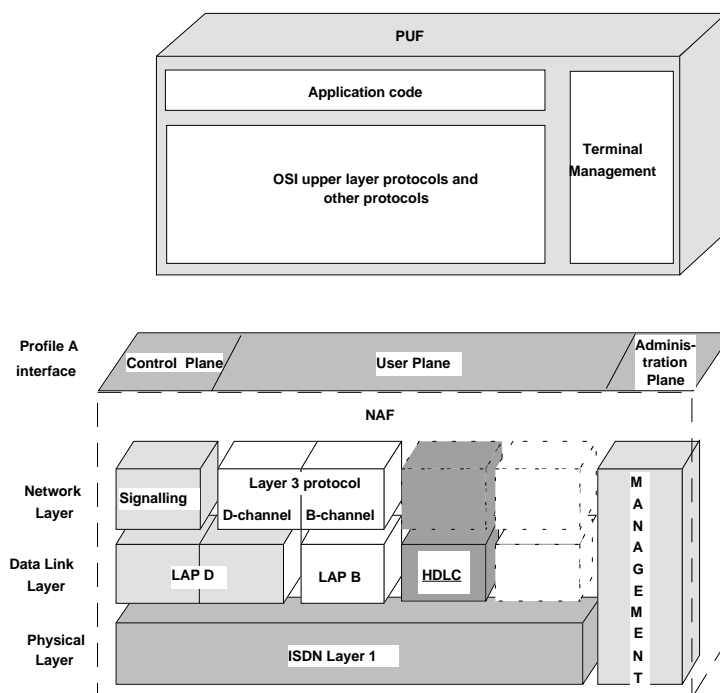 PUF
Application code
OSI upper layer protocols and
other protocols
Terminal
Management
Profile A
interface
Control Plane
User Plane
Adminis-
tration
Plane
NAF
Network
Layer
Signalling
Layer 3 protocol
D-channel
B-channel
Data Link
Layer
LAP D
LAP B
HDLC
Physical
Layer
ISDN Layer 1
M
A
N
A
G
E
M
E
N
T